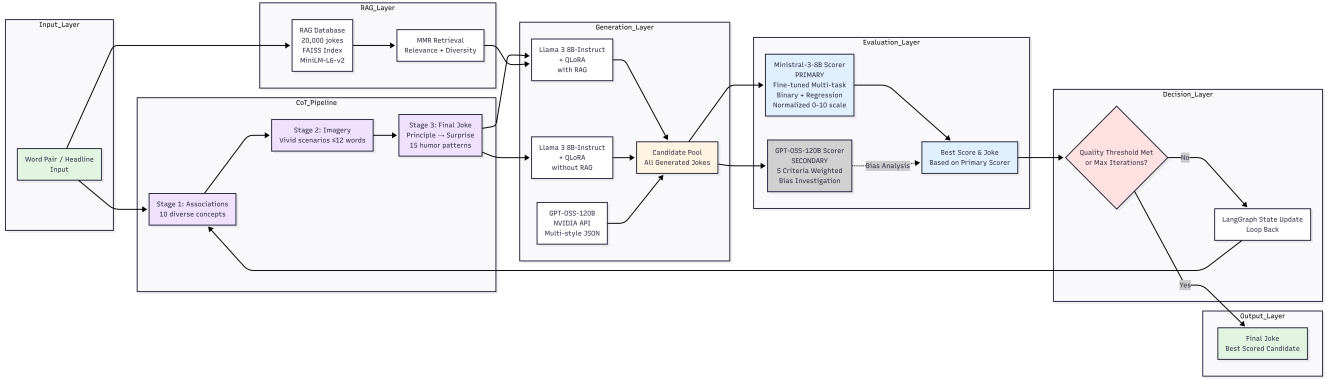 Input_Layer
Word Pair / Headline
Input
RAG_Layer
RAG Database
20,000 jokes
FAISS Index
MiniLM-L6-v2
MMR Retrieval
Relevance + Diversity
CoT_Pipeline
Stage 1: Associations
10 diverse concepts
Stage 2: Imagery
Vivid scenarios ≤12 words
Stage 3: Final Joke
Principle → Surprise
15 humor patterns
Generation_Layer
Llama 3 8B-Instruct
+ QLoRA
with RAG
Llama 3 8B-Instruct
+ QLoRA
without RAG
GPT-OSS-120B
NVIDIA API
Multi-style JSON
Candidate Pool
All Generated Jokes
Evaluation_Layer
Ministral-3-8B Scorer
PRIMARY
Fine-tuned Multi-task
Binary + Regression
Normalized 0-10 scale
GPT-OSS-120B Scorer
SECONDARY
5 Criteria Weighted
Bias Investigation
Bias Analysis
Best Score & Joke
Based on Primary Scorer
Decision_Layer
Quality Threshold Met
or Max Iterations?
No
LangGraph State Update
Loop Back
Yes
Output_Layer
Final Joke
Best Scored Candidate